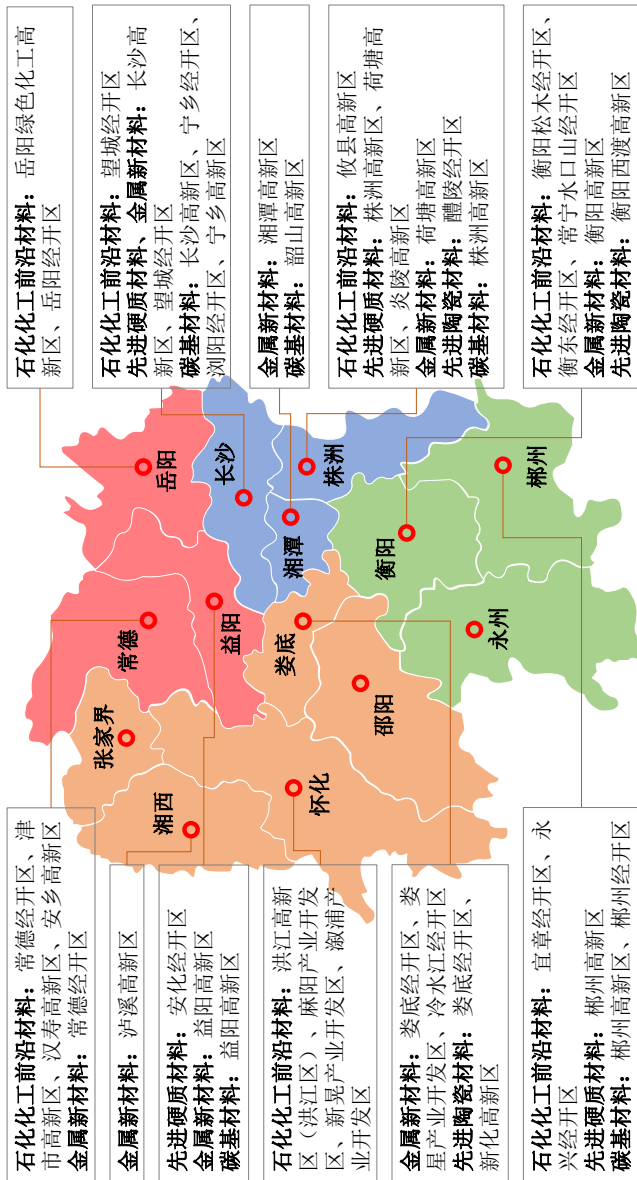 石化化工前沿材料：常德经开区、津
市高新区、汉寿高新区、安乡高新区
金属新材料：常德经开区
金属新材料：泸溪高新区
先进硬质材料：安化经开区
金属新材料：益阳高新区
碳基材料：益阳高新区
石化化工前沿材料：洪江高新
区（洪江区）、麻阳产业开发
区、新晃产业开发区、溆浦产
业开发区
金属新材料：娄底经开区、娄
星产业开发区、冷水江经开区
先进陶瓷材料：娄底经开区、
新化高新区
石化化工前沿材料：宜章经开区、永
兴经开区
先进硬质材料：郴州高新区
碳基材料：郴州高新区、郴州经开区
张家界
常德
岳阳
湘西
益阳
长沙
怀化
娄底
湘潭
株洲
邵阳
衡阳
永州
郴州
石化化工前沿材料：岳阳绿色化工高
新区、岳阳经开区
石化化工前沿材料：望城经开区
先进硬质材料、金属新材料：长沙高
新区、望城经开区
碳基材料：长沙高新区、宁乡经开区、
浏阳经开区、宁乡高新区
金属新材料：湘潭高新区
碳基材料：韶山高新区
石化化工前沿材料：攸县高新区
先进硬质材料：株洲高新区、荷塘高
新区、炎陵高新区
金属新材料：荷塘高新区
先进陶瓷材料：醴陵经开区
碳基材料：株洲高新区
石化化工前沿材料：衡阳松木经开区、
衡东经开区、常宁水口山经开区
金属新材料：衡阳高新区
先进陶瓷材料：衡阳西渡高新区